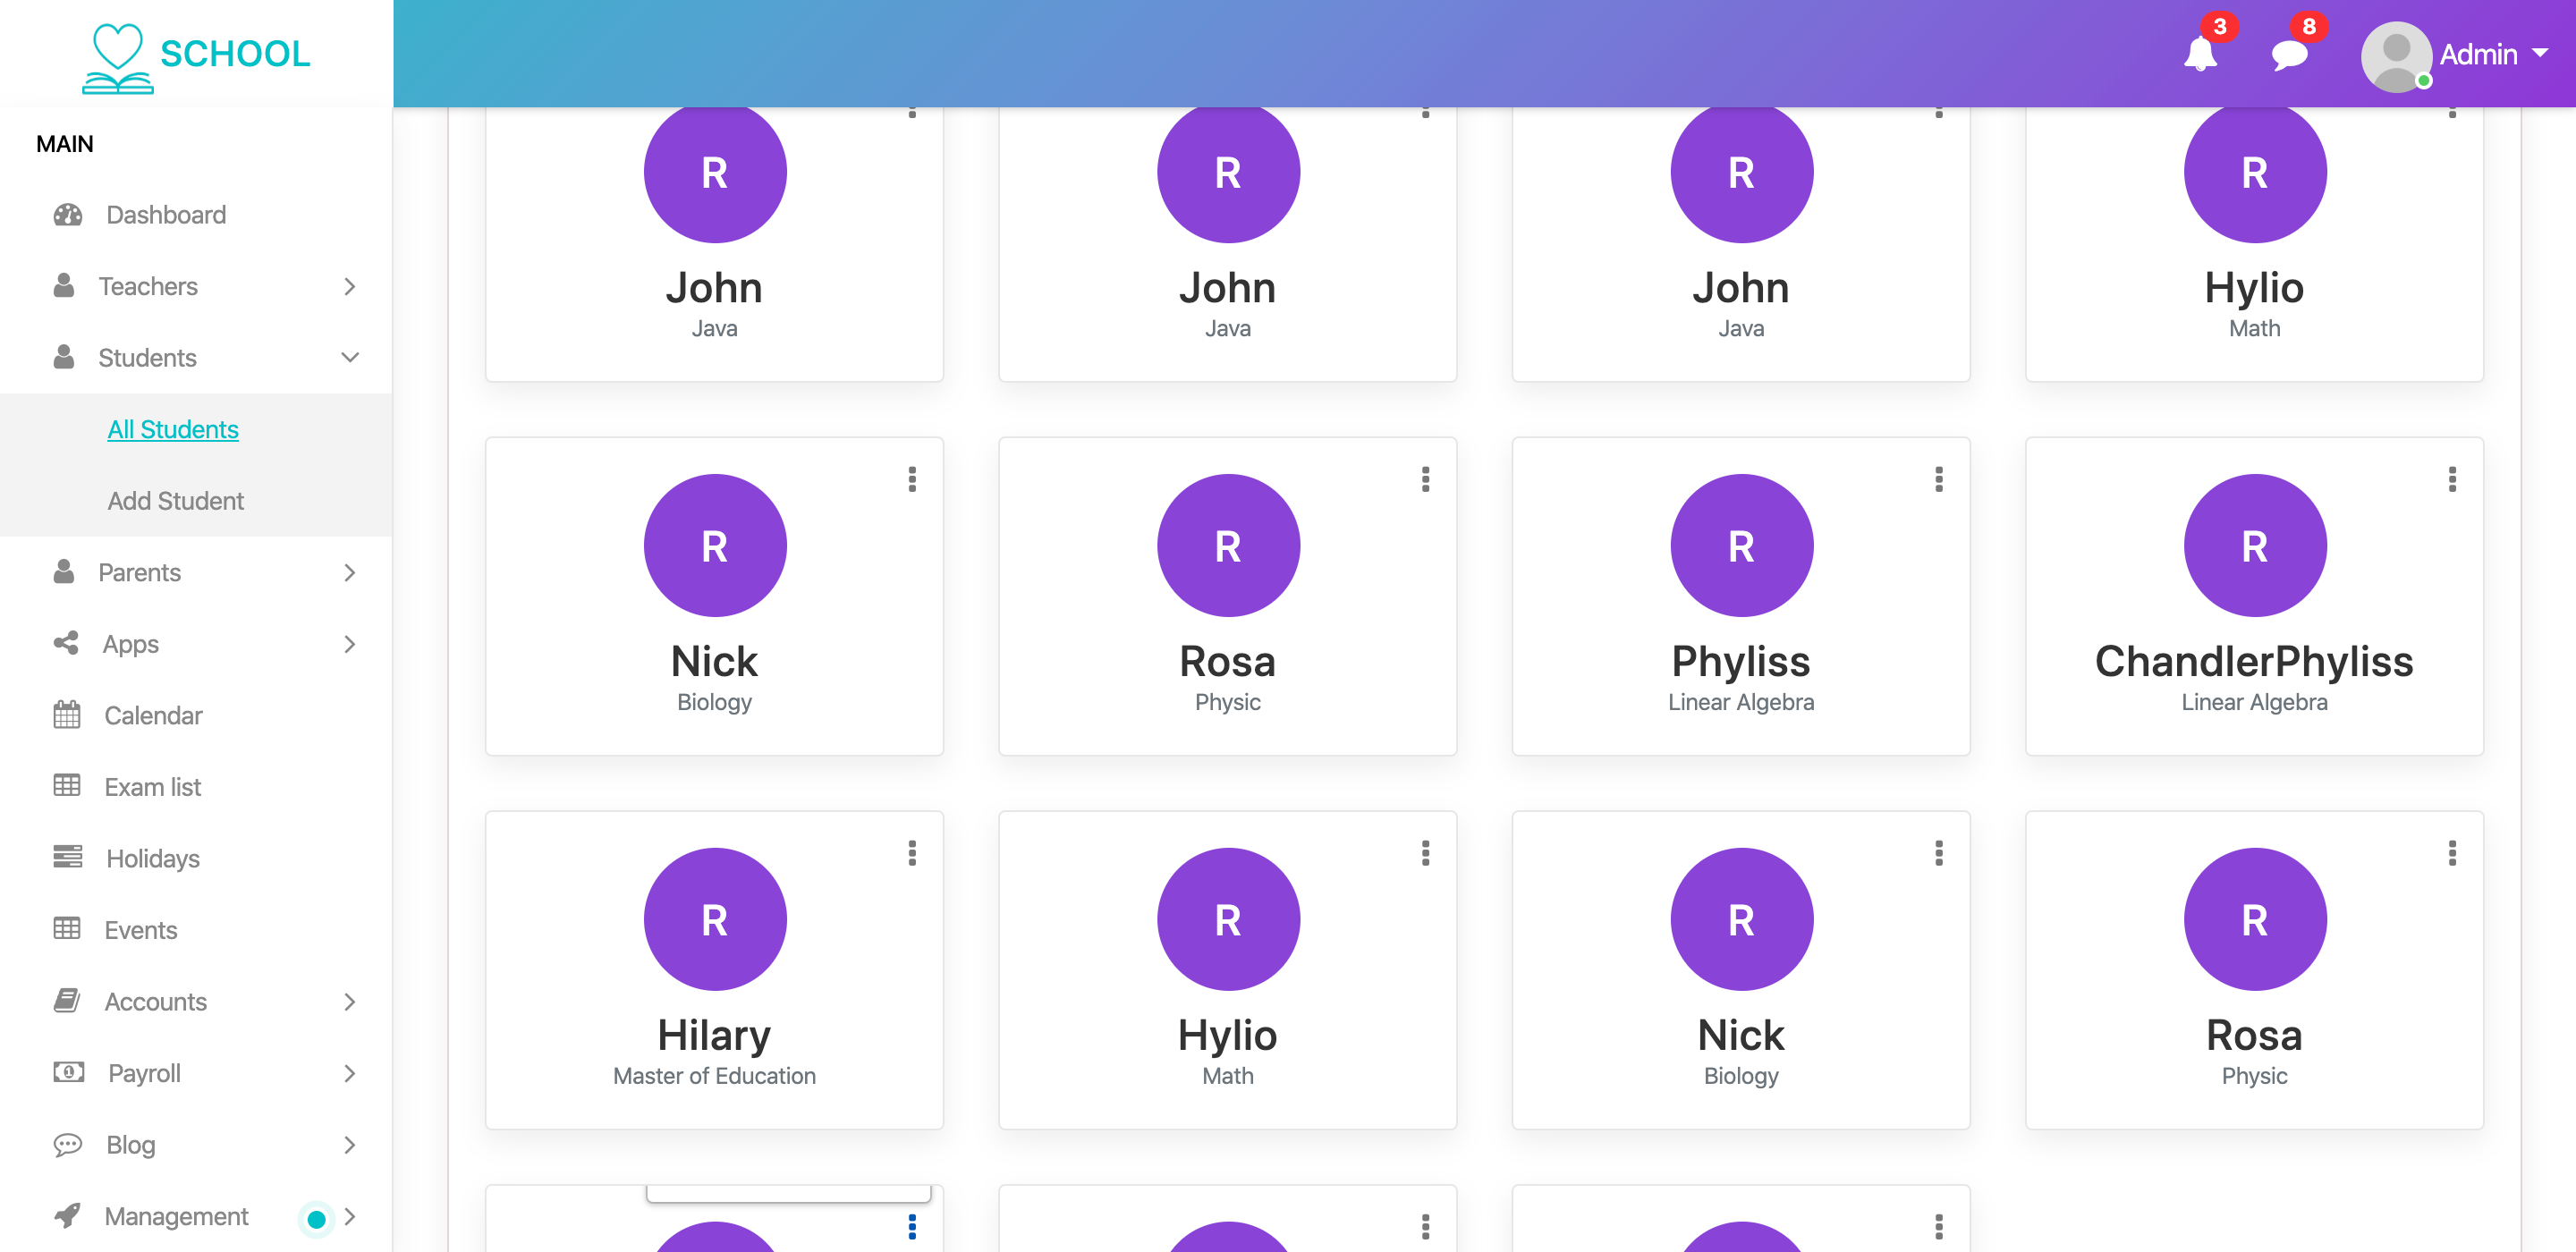 SCHOOL
3
8
Admin
MAIN
Dashboard
Teachers
Students
All Students
Add Student
Parents
Apps
Calendar
Exam list
Holidays
Events
Accounts
Payroll
Blog
Management
R
John
Java
R
John
Java
R
John
Java
R
Hylio
Math
R
Nick
Biology
R
Rosa
Physic
R
Phyliss
Linear Algebra
R
ChandlerPhyliss
Linear Algebra
R
Hilary
Master of Education
R
Hylio
Math
R
Nick
Biology
R
Rosa
Physic